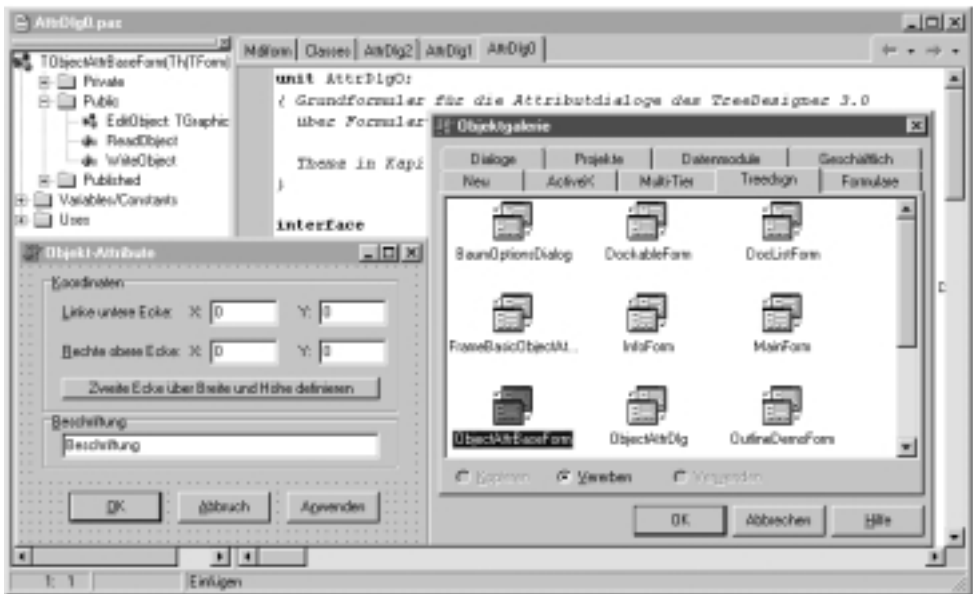 AttrDlg0.pas
TObjectAttrBaseForm(Th(TForm)
Private
Public
EditObject: TGraphic
ReadObject
WriteObject
Published
Variables/Constants
Uses
Mdiform Classes AttrDlg2 AttrDlg1 AttrDlg0
unit AttrDlg0;
{ Grundformular für die Attributdialoge des TreeDesigner 3.0
über Formular
Theme in Kapi
}
interface
Objekt-Attribute
Koordinaten
Linke untere Ecke: X: 0 Y: 0
Rechte obere Ecke: X: 0 Y: 0
Zweite Ecke über Breite und Höhe definieren
Beschriftung
Beschriftung
OK Abbruch Anwenden
Objektgalerie
Dialoge Projekte Datenmodule Geschäftlich
Neu ActiveX Multi-Tier Treedsign Formulare
BaumOptionsDialog DockableForm DocListForm
FrameBasicObjectAt... InfoForm MainForm
ObjectAttrBaseForm ObjectAttrDlg OutlineDemoForm
Kopieren Vererben Verwenden
OK Abbrechen Hilfe
1: 1 Einfügen